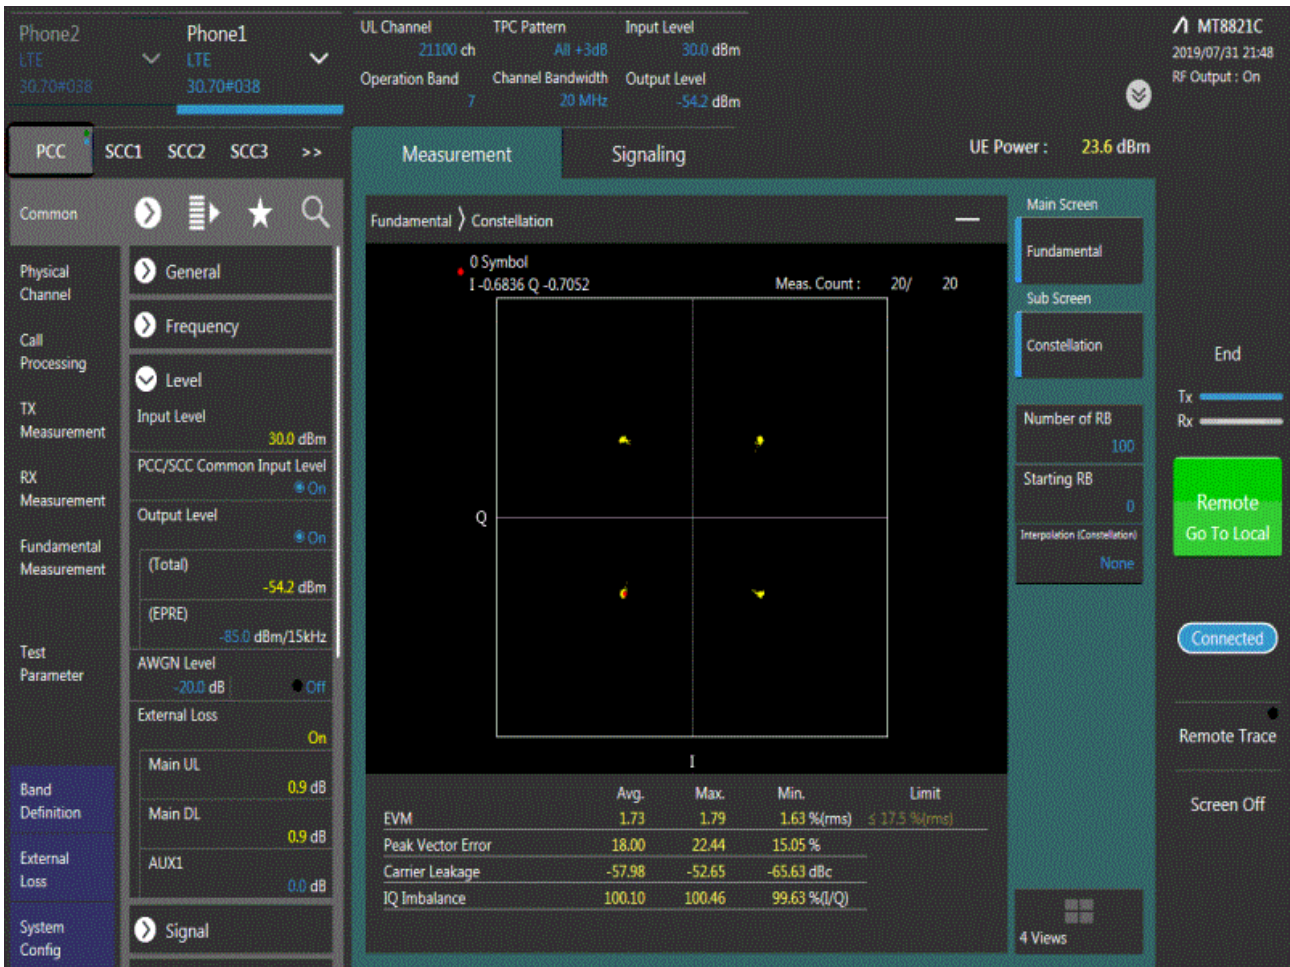 Phone2
LTE
30.70#038
Phone1
LTE
30.70#038
UL Channel
21100 ch
Operation Band
7
TPC Pattern
All +3dB
Channel Bandwidth
20 MHz
Input Level
30.0 dBm
Output Level
-54.2 dBm
MT8821C
2019/07/31 21:48
RF Output : On
PCC SCC1 SCC2 SCC3 >>
Measurement
Signaling
UE Power : 23.6 dBm
Common
Physical
Channel
Call
Processing
TX
Measurement
RX
Measurement
Fundamental
Measurement
Test
Parameter
Band
Definition
External
Loss
System
Config
General
Frequency
Level
Input Level
30.0 dBm
PCC/SCC Common Input Level
On
Output Level
On
(Total)
-54.2 dBm
(EPRE)
-85.0 dBm/15kHz
AWGN Level
-20.0 dB Off
External Loss
On
Main UL
0.9 dB
Main DL
0.9 dB
AUX1
0.0 dB
Signal
Fundamental 〉 Constellation
0 Symbol
I -0.6836 Q -0.7052
Meas. Count : 20/ 20
Q
I
Avg. Max. Min. Limit
EVM 1.73 1.79 1.63 %(rms) ≤ 17.5 %(rms)
Peak Vector Error 18.00 22.44 15.05 %
Carrier Leakage -57.98 -52.65 -65.63 dBc
IQ Imbalance 100.10 100.46 99.63 %(I/Q)
Main Screen
Fundamental
Sub Screen
Constellation
Number of RB
100
Starting RB
0
Interpolation (Constellation)
None
4 Views
End
Tx
Rx
Remote
Go To Local
Connected
Remote Trace
Screen Off